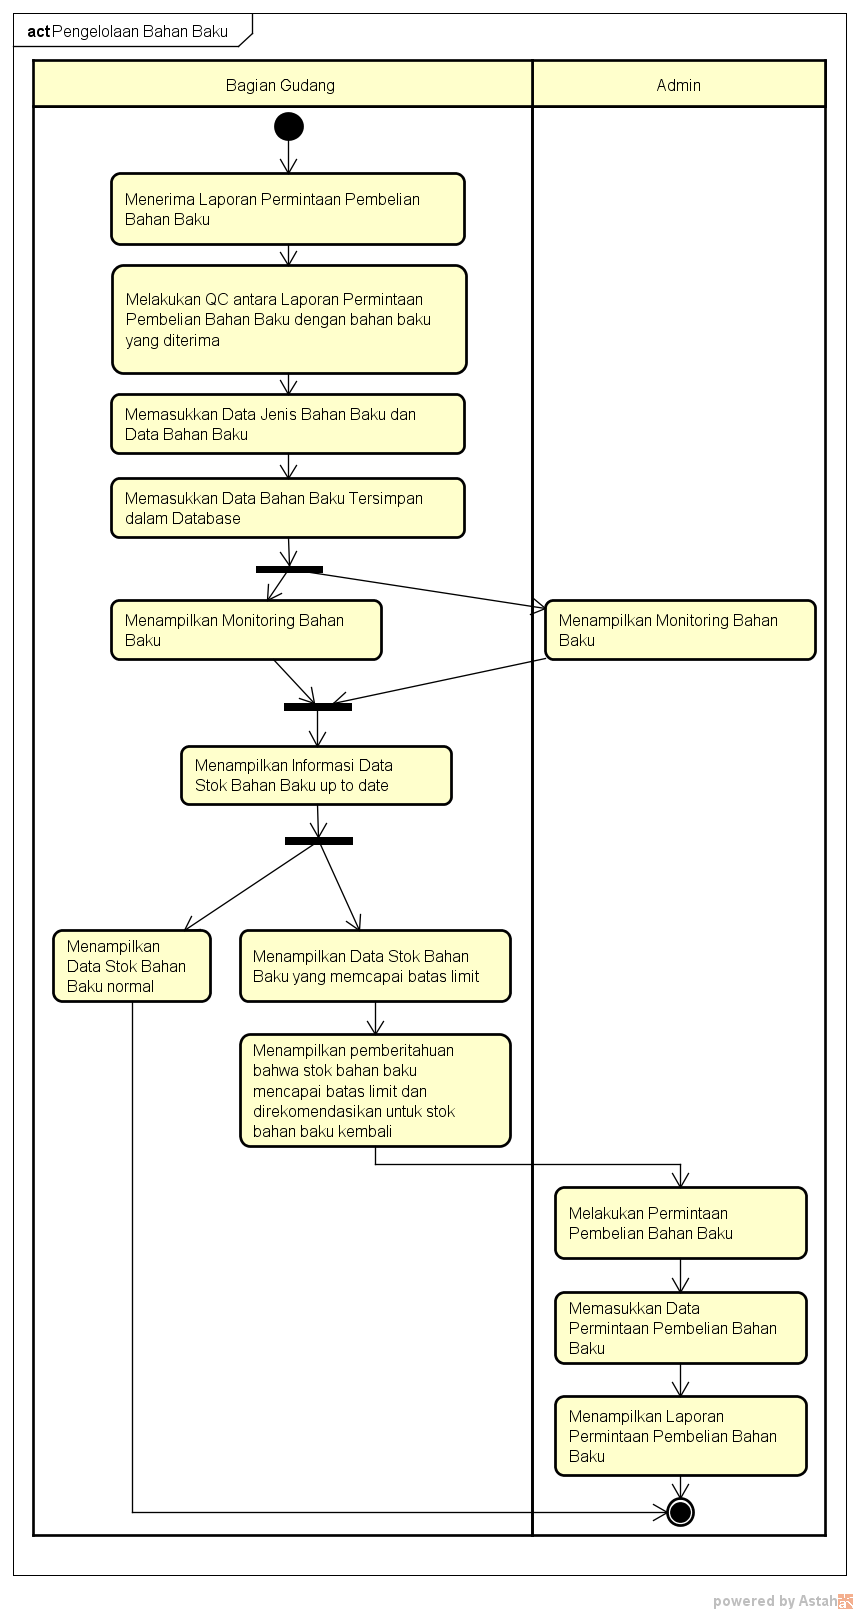 act Pengelolaan Bahan Baku
Bagian Gudang
Admin
Menerima Laporan Permintaan Pembelian
Bahan Baku
Melakukan QC antara Laporan Permintaan
Pembelian Bahan Baku dengan bahan baku
yang diterima
Memasukkan Data Jenis Bahan Baku dan
Data Bahan Baku
Memasukkan Data Bahan Baku Tersimpan
dalam Database
Menampilkan Monitoring Bahan
Baku
Menampilkan Monitoring Bahan
Baku
Menampilkan Informasi Data
Stok Bahan Baku up to date
Menampilkan
Data Stok Bahan
Baku normal
Menampilkan Data Stok Bahan
Baku yang memcapai batas limit
Menampilkan pemberitahuan
bahwa stok bahan baku
mencapai batas limit dan
direkomendasikan untuk stok
bahan baku kembali
Melakukan Permintaan
Pembelian Bahan Baku
Memasukkan Data
Permintaan Pembelian Bahan
Baku
Menampilkan Laporan
Permintaan Pembelian Bahan
Baku
powered by Astah